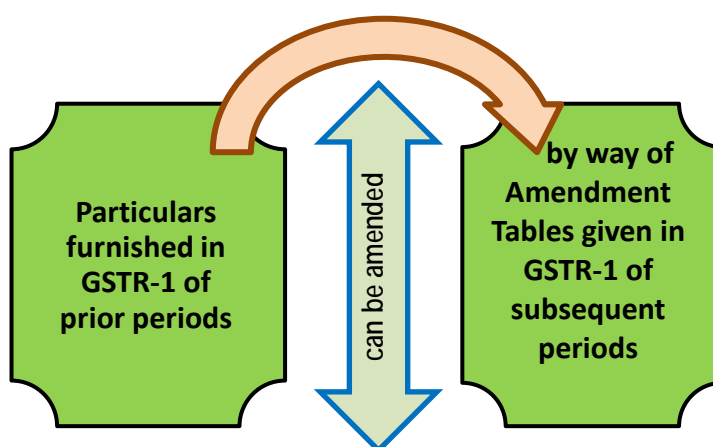 Particulars
furnished in
GSTR-1 of
prior periods
can be amended
by way of
Amendment
Tables given in
GSTR-1 of
subsequent
periods